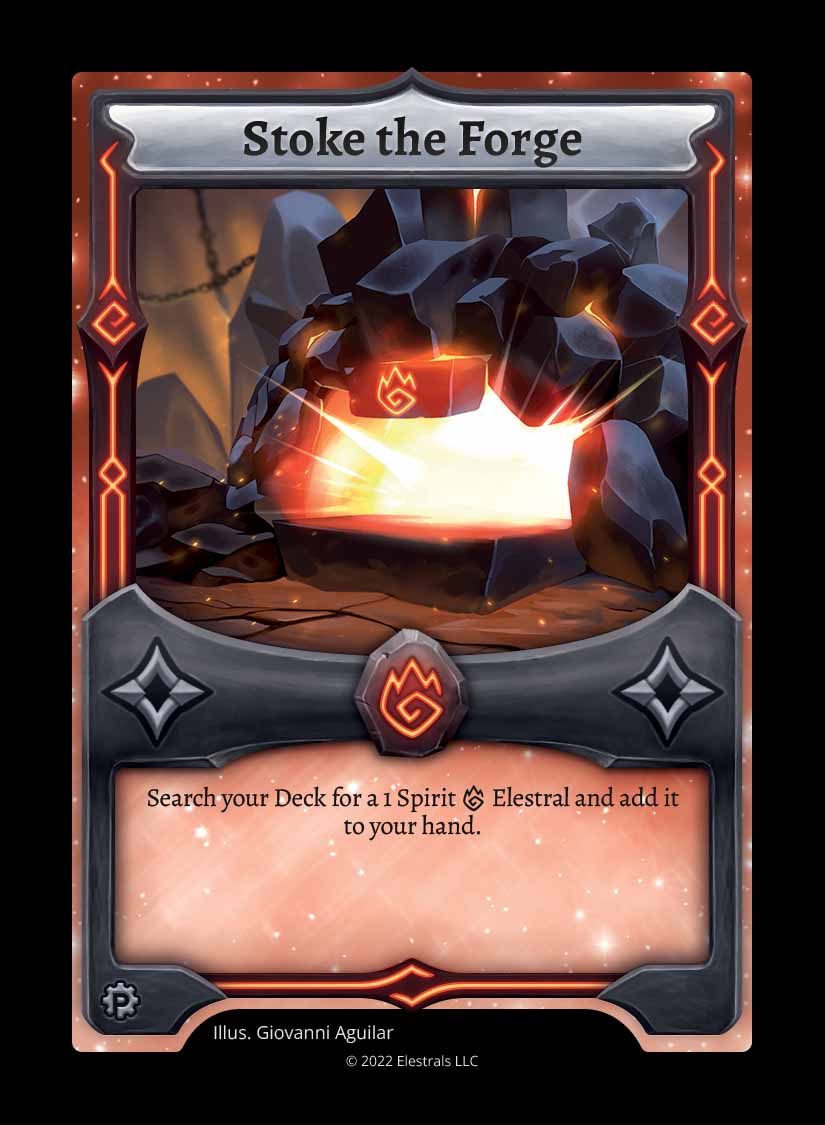 Stoke the Forge
Search your Deck for a 1 Spirit Elestral and add it
to your hand.
P
Illus. Giovanni Aguilar
© 2022 Elestrals LLC